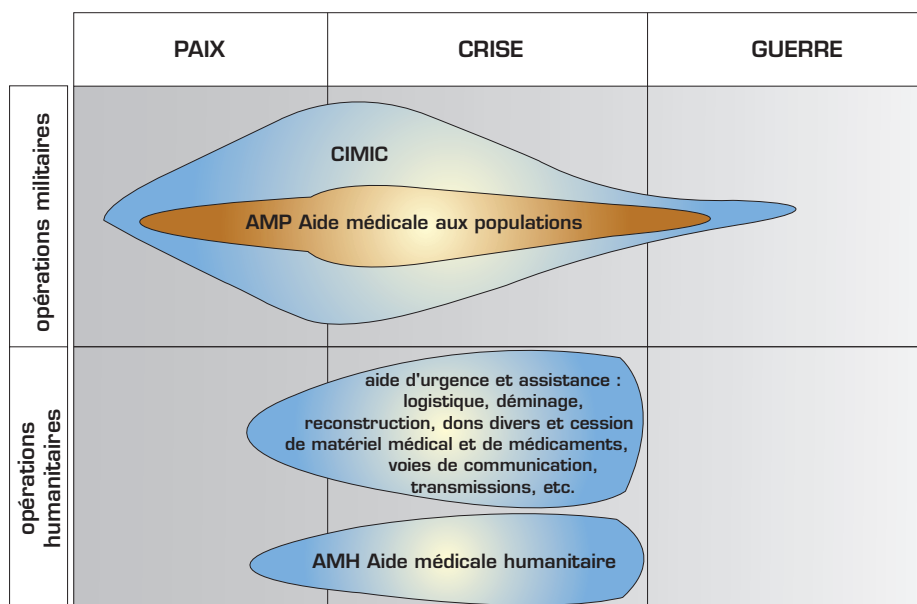 PAIX
CRISE
GUERRE
opérations militaires
CIMIC
AMP Aide médicale aux populations
opérations
humanitaires
aide d'urgence et assistance :
logistique, déminage,
reconstruction, dons divers et cession
de matériel médical et de médicaments,
voies de communication,
transmissions, etc.
AMH Aide médicale humanitaire